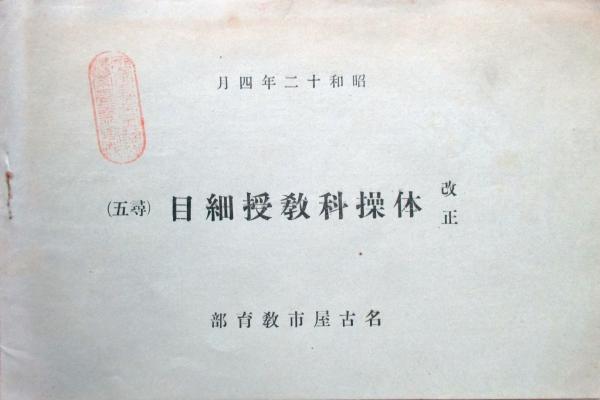 昭和十二年四月
改正 体操科教授細目 (尋五)
名古屋市教育部